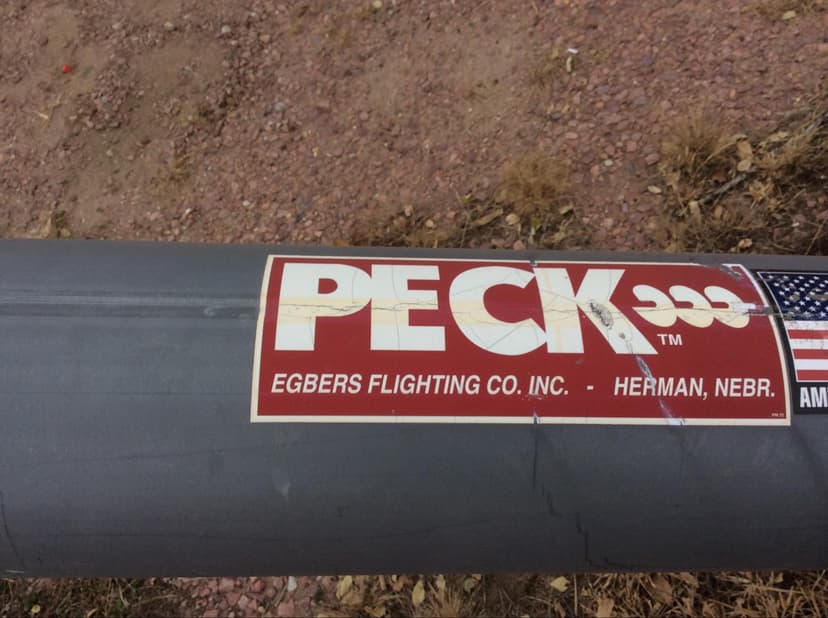 PECK
TM
EGBERS FLIGHTING CO. INC. - HERMAN, NEBR.
AM